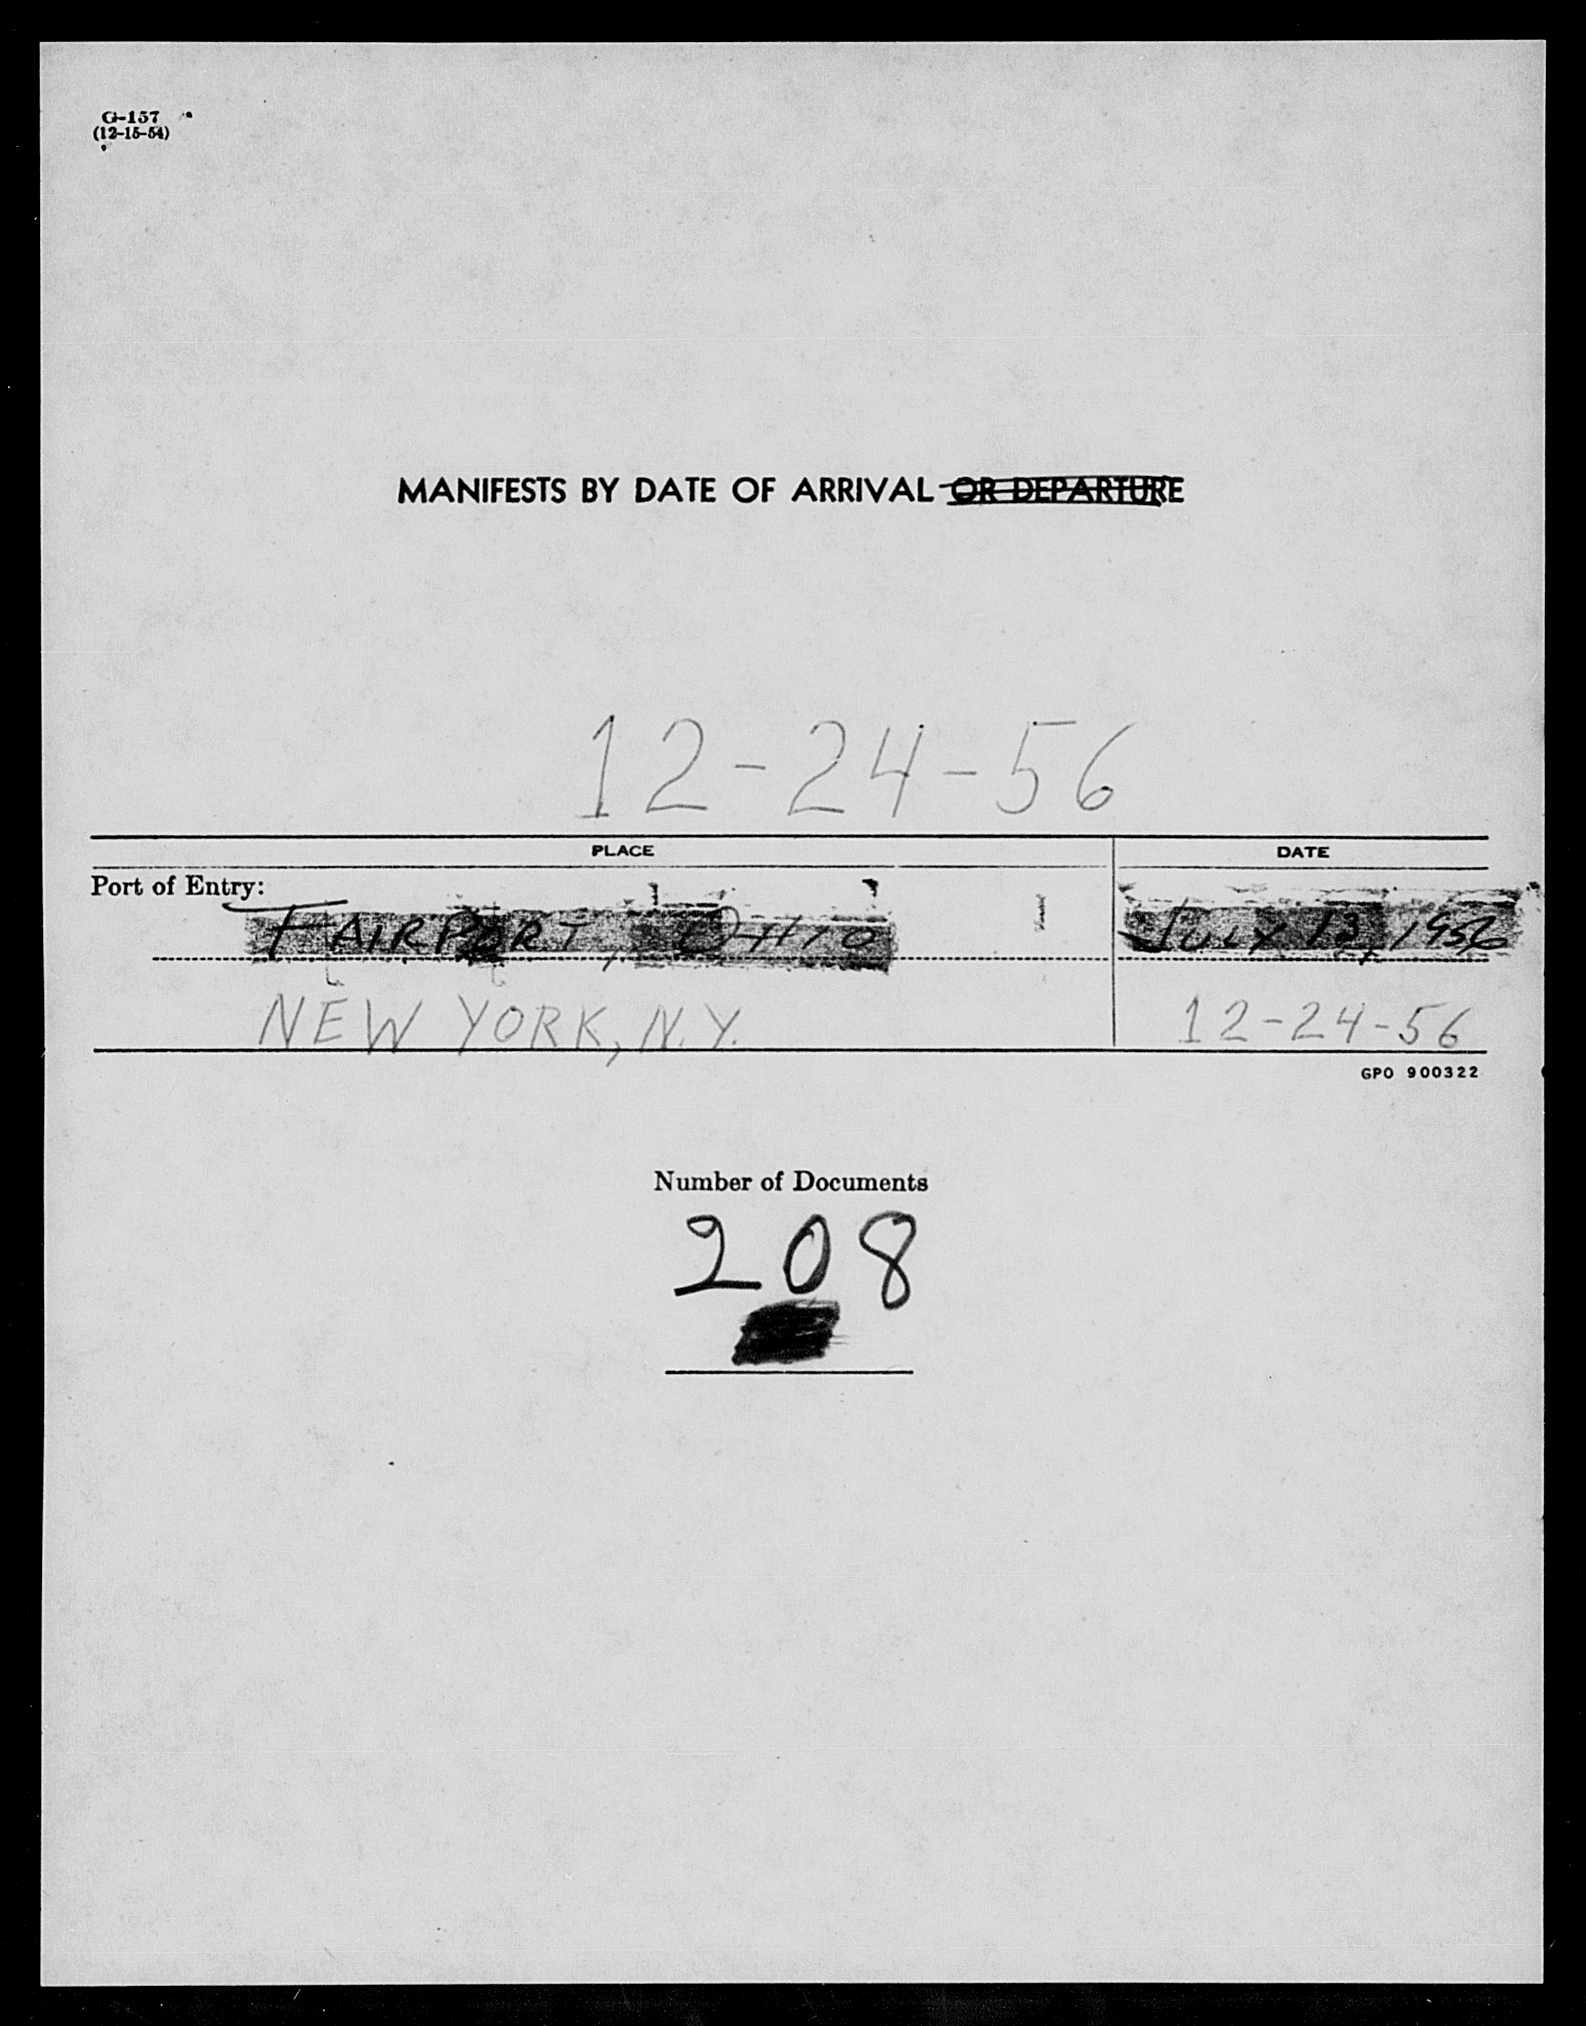 G-157
(12-15-54)
MANIFESTS BY DATE OF ARRIVAL OR DEPARTURE
12-24-56
PLACE DATE
Port of Entry:
FAIRPORT, OHIO JULY 13, 1956
NEW YORK, N.Y. 12-24-56
GPO 900322
Number of Documents
208